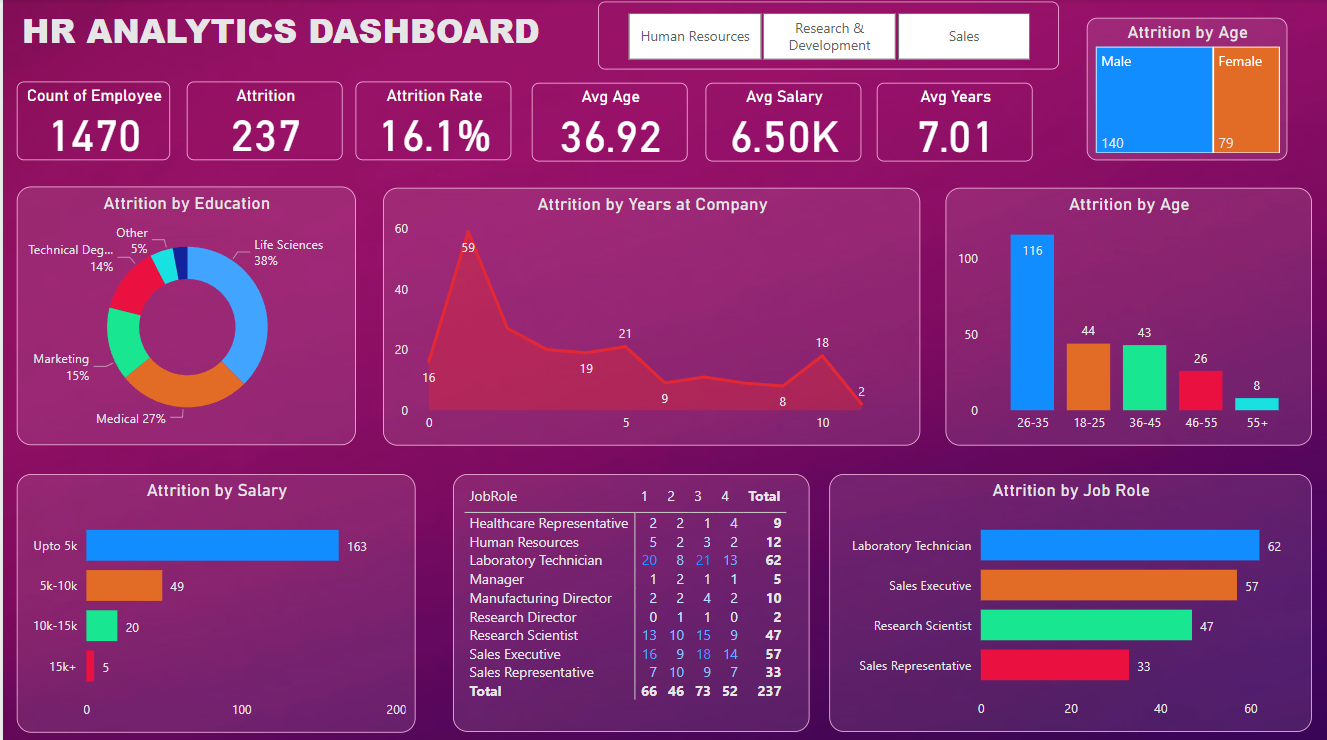 HR ANALYTICS DASHBOARD
Human Resources
Research &
Development
Sales
Attrition by Age
Male
Female
140
79
Count of Employee
1470
Attrition
237
Attrition Rate
16.1%
Avg Age
36.92
Avg Salary
6.50K
Avg Years
7.01
Attrition by Education
Other
5%
Technical Deg...
14%
Life Sciences
38%
Marketing
15%
Medical 27%
Attrition by Years at Company
60
40
20
0
16
59
19
21
9
8
18
2
0 5 10
Attrition by Age
100
50
0
116
44
43
26
8
26-35 18-25 36-45 46-55 55+
Attrition by Salary
Upto 5k 163
5k-10k 49
10k-15k 20
15k+ 5
0 100 200
JobRole 1 2 3 4 Total
Healthcare Representative 2 2 1 4 9
Human Resources 5 2 3 2 12
Laboratory Technician 20 8 21 13 62
Manager 1 2 1 1 5
Manufacturing Director 2 2 4 2 10
Research Director 0 1 1 0 2
Research Scientist 13 10 15 9 47
Sales Executive 16 9 18 14 57
Sales Representative 7 10 9 7 33
Total 66 46 73 52 237
Attrition by Job Role
Laboratory Technician 62
Sales Executive 57
Research Scientist 47
Sales Representative 33
0 20 40 60